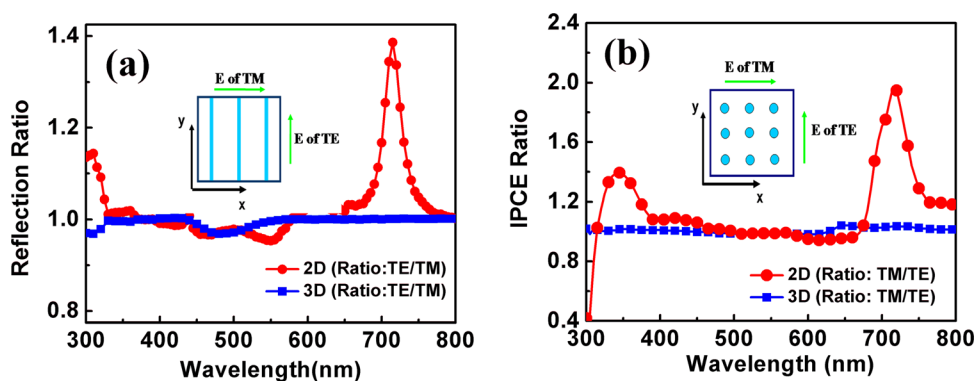 (a)
Reflection Ratio
1.4
1.2
1.0
0.8
E of TM
y
E of TE
x
2D (Ratio:TE/TM)
3D (Ratio:TE/TM)
300 400 500 600 700 800
Wavelength(nm)
(b)
IPCE Ratio
2.4
2.0
1.6
1.2
0.8
0.4
E of TM
y
E of TE
x
2D (Ratio: TM/TE)
3D (Ratio: TM/TE)
300 400 500 600 700 800
Wavelength (nm)